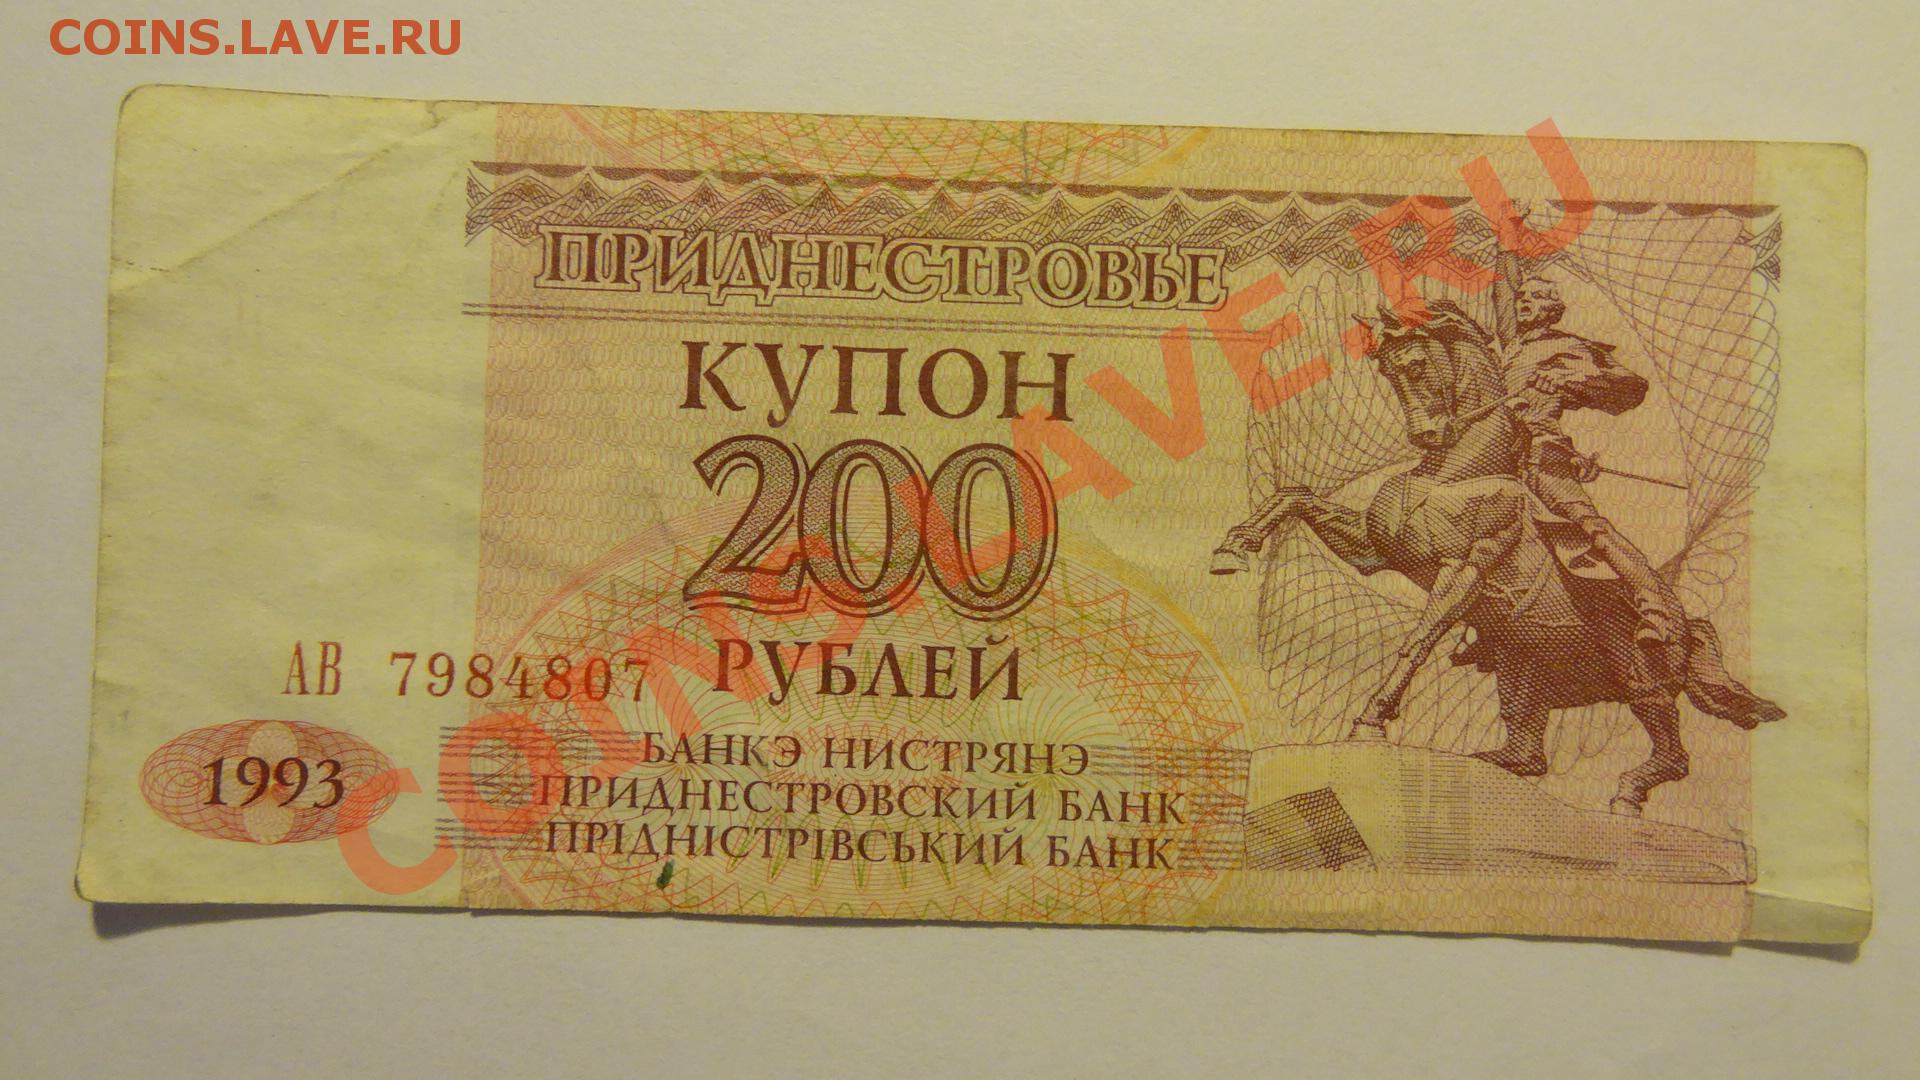 COINS.LAVE.RU
ПРИДНЕСТРОВЬЕ
КУПОН
200
РУБЛЕЙ
АВ 7984807
1993
БАНКЭ НИСТРЯНЭ
ПРИДНЕСТРОВСКИЙ БАНК
ПРІДНІСТРІВСЬКИЙ БАНК
COINS.LAVE.RU